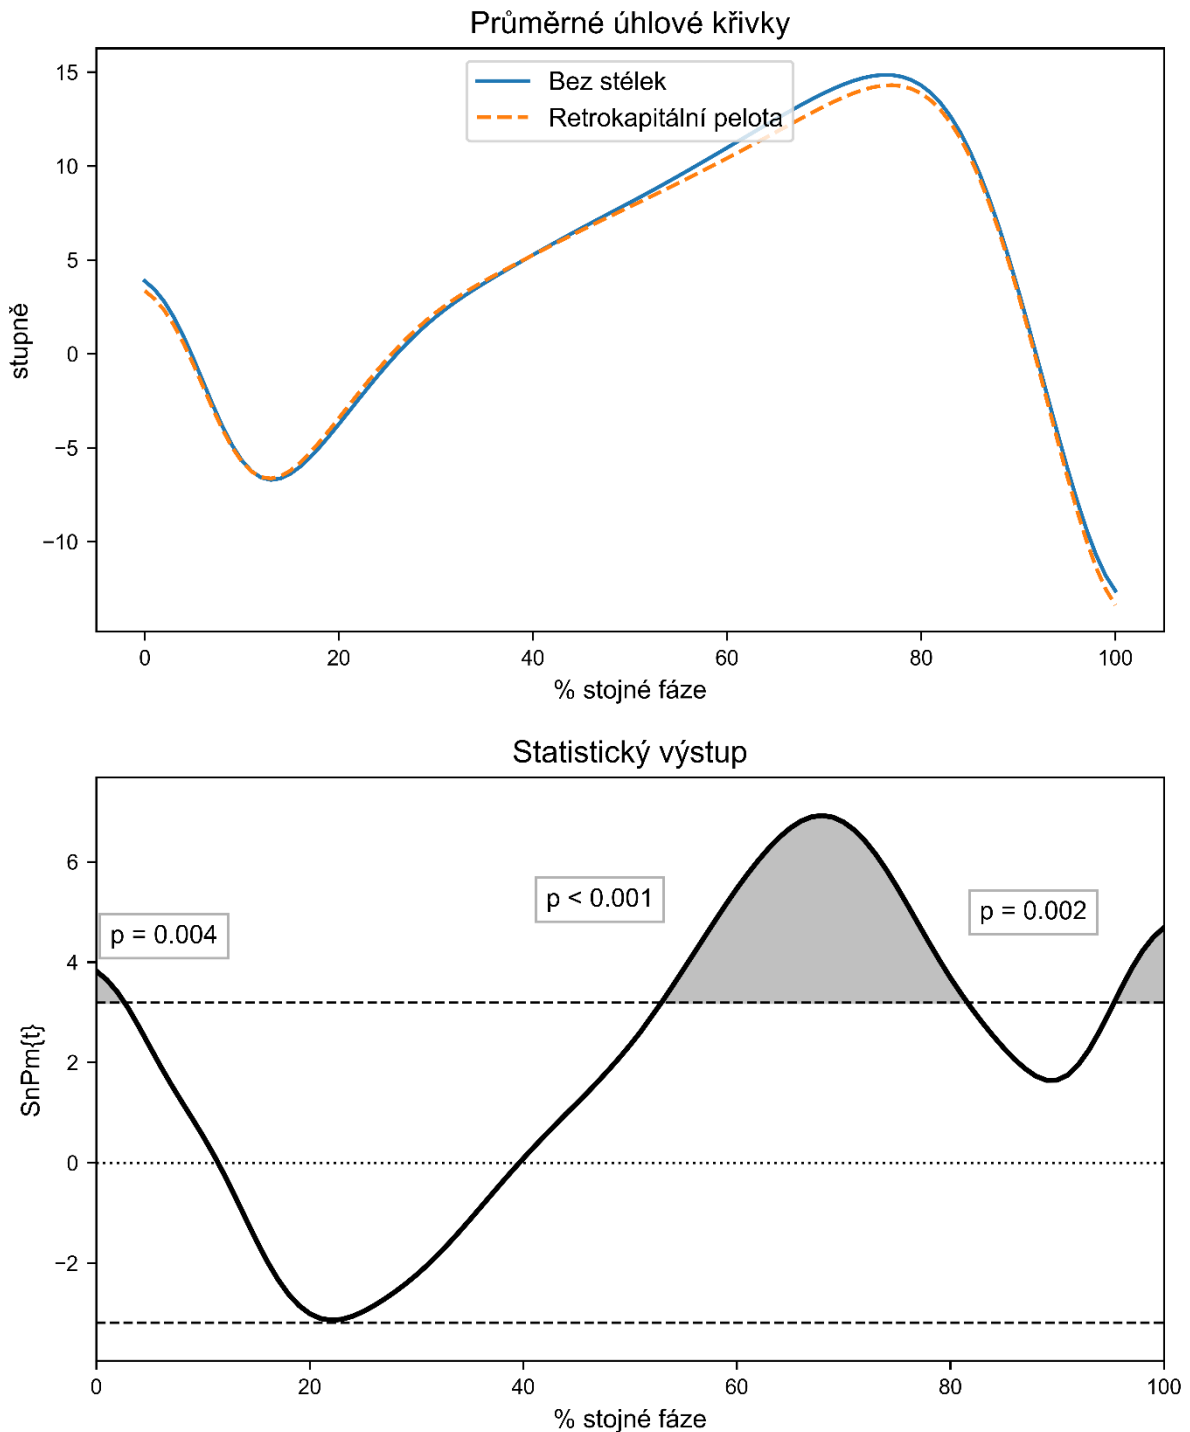 Průměrné úhlové křivky
Bez stélek
Retrokapitální pelota
15
10
5
0
−5
−10
stupně
0 20 40 60 80 100
% stojné fáze
Statistický výstup
p < 0.001
p = 0.002
p = 0.004
6
4
2
0
−2
SnPm{t}
0 20 40 60 80 100
% stojné fáze